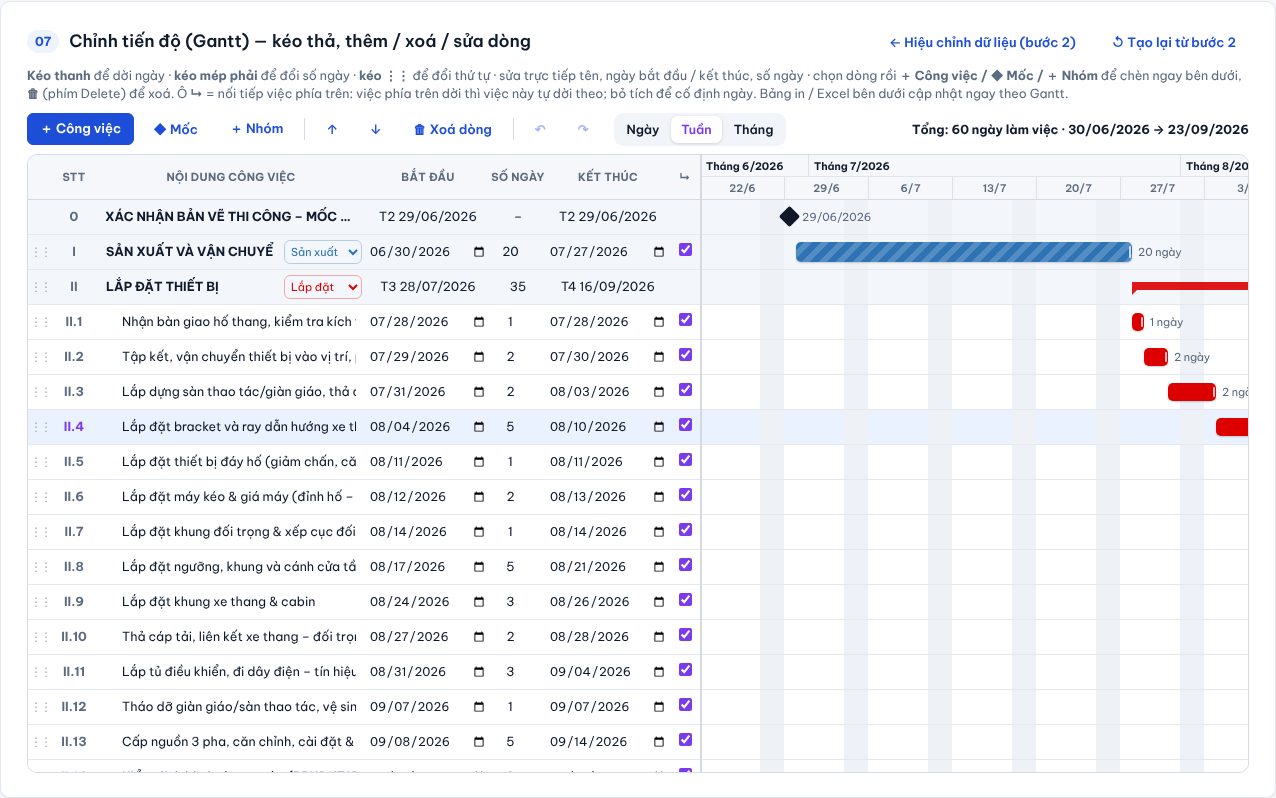 07 Chỉnh tiến độ (Gantt) — kéo thả, thêm / xoá / sửa dòng
← Hiệu chỉnh dữ liệu (bước 2) ↺ Tạo lại từ bước 2
Kéo thanh để dời ngày · kéo mép phải để đổi số ngày · kéo ⋮⋮ để đổi thứ tự · sửa trực tiếp tên, ngày bắt đầu / kết thúc, số ngày · chọn dòng rồi + Công việc / ◆ Mốc / + Nhóm để chèn ngay bên dưới,
🗑 (phím Delete) để xoá. Ô ↪ = nối tiếp việc phía trên: việc phía trên dời thì việc này tự dời theo; bỏ tích để cố định ngày. Bảng in / Excel bên dưới cập nhật ngay theo Gantt.
+ Công việc ◆ Mốc + Nhóm ↑ ↓ 🗑 Xoá dòng ↶ ↷ Ngày Tuần Tháng Tổng: 60 ngày làm việc · 30/06/2026 → 23/09/2026
STT NỘI DUNG CÔNG VIỆC BẮT ĐẦU SỐ NGÀY KẾT THÚC ↪
Tháng 6/2026 Tháng 7/2026 Tháng 8/20
22/6 29/6 6/7 13/7 20/7 27/7 3/
0 XÁC NHẬN BẢN VẼ THI CÔNG – MỐC ... T2 29/06/2026 – T2 29/06/2026 29/06/2026
I SẢN XUẤT VÀ VẬN CHUYỂ Sản xuất 06/30/2026 20 07/27/2026 20 ngày
II LẮP ĐẶT THIẾT BỊ Lắp đặt T3 28/07/2026 35 T4 16/09/2026
II.1 Nhận bàn giao hố thang, kiểm tra kích 07/28/2026 1 07/28/2026 1 ngày
II.2 Tập kết, vận chuyển thiết bị vào vị trí, 07/29/2026 2 07/30/2026 2 ngày
II.3 Lắp dựng sàn thao tác/giàn giáo, thả d 07/31/2026 2 08/03/2026 2 ngà
II.4 Lắp đặt bracket và ray dẫn hướng xe th 08/04/2026 5 08/10/2026
II.5 Lắp đặt thiết bị đáy hố (giảm chấn, că 08/11/2026 1 08/11/2026
II.6 Lắp đặt máy kéo & giá máy (đỉnh hố – 08/12/2026 2 08/13/2026
II.7 Lắp đặt khung đối trọng & xếp cục đối 08/14/2026 1 08/14/2026
II.8 Lắp đặt ngưỡng, khung và cánh cửa tầ 08/17/2026 5 08/21/2026
II.9 Lắp đặt khung xe thang & cabin 08/24/2026 3 08/26/2026
II.10 Thả cáp tải, liên kết xe thang – đối trọn 08/27/2026 2 08/28/2026
II.11 Lắp tủ điều khiển, đi dây điện – tín hiệu 08/31/2026 3 09/04/2026
II.12 Tháo dỡ giàn giáo/sàn thao tác, vệ sin 09/07/2026 1 09/07/2026
II.13 Cấp nguồn 3 pha, căn chỉnh, cài đặt & 09/08/2026 5 09/14/2026